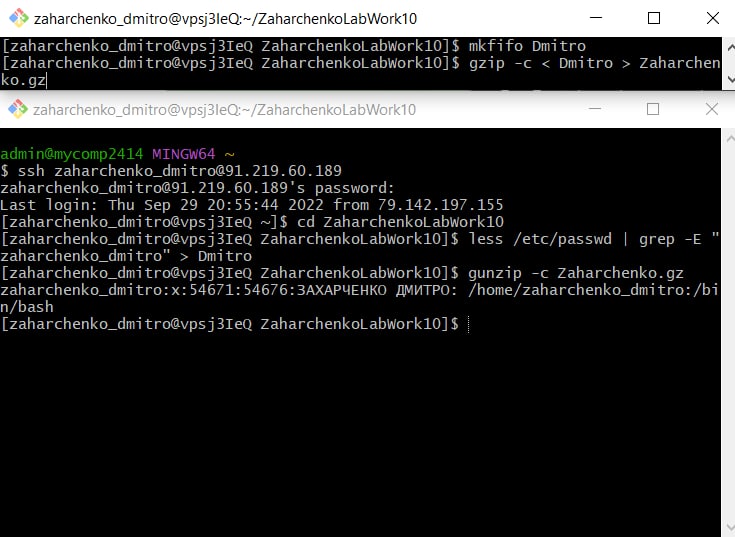 zaharchenko_dmitro@vpsj3IeQ:~/ZaharchenkoLabWork10
[zaharchenko_dmitro@vpsj3IeQ ZaharchenkoLabWork10]$ mkfifo Dmitro
[zaharchenko_dmitro@vpsj3IeQ ZaharchenkoLabWork10]$ gzip -c < Dmitro > Zaharchen
ko.gz
zaharchenko_dmitro@vpsj3IeQ:~/ZaharchenkoLabWork10
admin@mycomp2414 MINGW64 ~
$ ssh zaharchenko_dmitro@91.219.60.189
zaharchenko_dmitro@91.219.60.189's password:
Last login: Thu Sep 29 20:55:44 2022 from 79.142.197.155
[zaharchenko_dmitro@vpsj3IeQ ~]$ cd ZaharchenkoLabWork10
[zaharchenko_dmitro@vpsj3IeQ ZaharchenkoLabWork10]$ less /etc/passwd | grep -E "
zaharchenko_dmitro" > Dmitro
[zaharchenko_dmitro@vpsj3IeQ ZaharchenkoLabWork10]$ gunzip -c Zaharchenko.gz
zaharchenko_dmitro:x:54671:54676:ЗАХАРЧЕНКО ДМИТРО: /home/zaharchenko_dmitro:/bi
n/bash
[zaharchenko_dmitro@vpsj3IeQ ZaharchenkoLabWork10]$